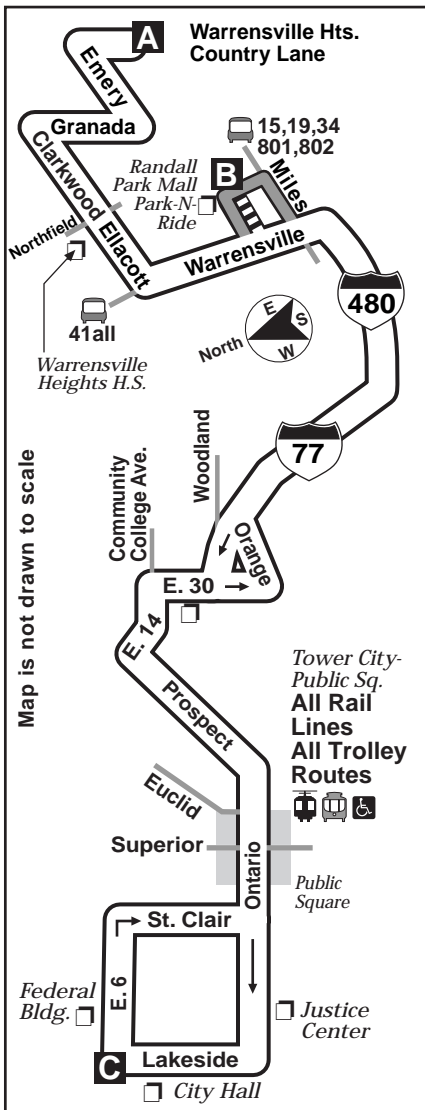 A
Warrensville Hts.
Country Lane
Emery
Granada
Clarkwood
Ellacott
Northfield
Warrensville
Heights H.S.
41all
Randall
Park Mall
Park-N-
Ride
B
15,19,34
801,802
Miles
Warrensville
North
E
S
W
480
77
Map is not drawn to scale
Community
College Ave.
Woodland
Orange
E. 30
E. 14
Prospect
Tower City-
Public Sq.
All Rail
Lines
All Trolley
Routes
Euclid
Superior
Ontario
Public
Square
St. Clair
E. 6
Federal
Bldg.
Justice
Center
C
Lakeside
City Hall